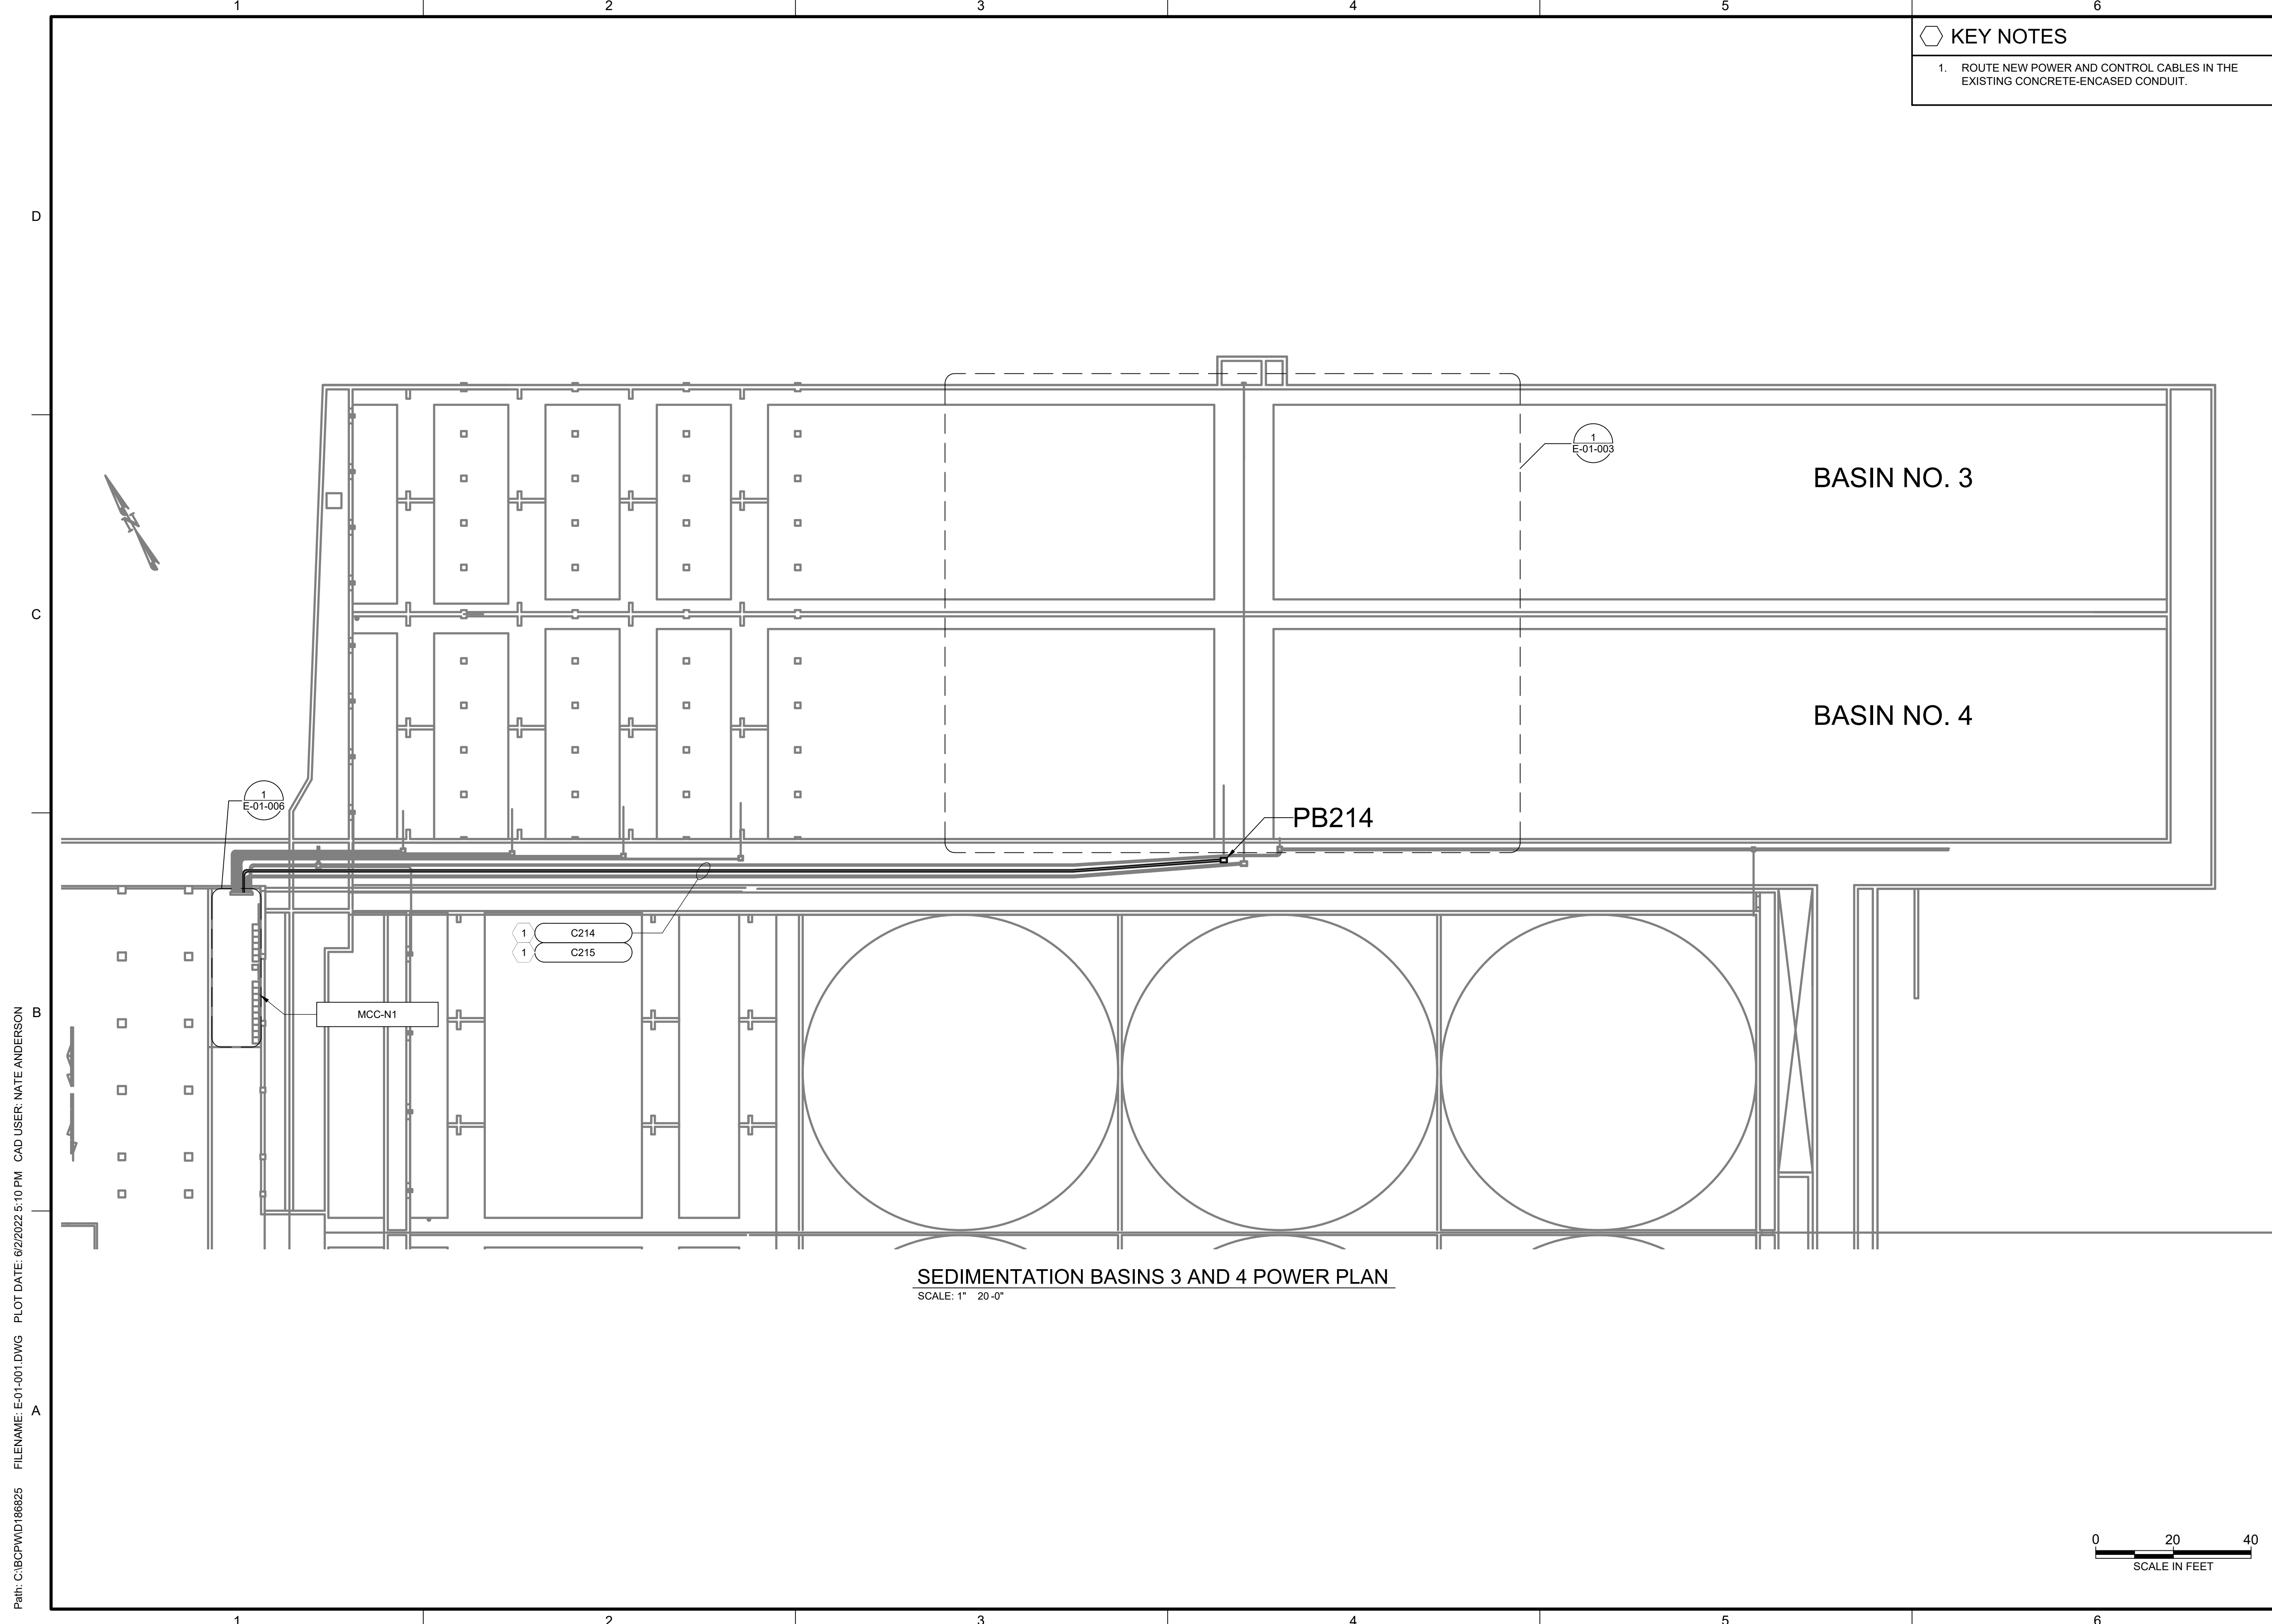 1 2 3 4 5 6
KEY NOTES
1. ROUTE NEW POWER AND CONTROL CABLES IN THE
EXISTING CONCRETE-ENCASED CONDUIT.
D
1
E-01-003
BASIN NO. 3
N
C
BASIN NO. 4
1
E-01-006
PB214
1 C214
1 C215
B
MCC-N1
SEDIMENTATION BASINS 3 AND 4 POWER PLAN
SCALE: 1" 20-0"
A
0 20 40
SCALE IN FEET
1 2 3 4 5 6
Path: C:\BCPW\D186825 FILENAME: E-01-001.DWG PLOT DATE: 6/2/2022 5:10 PM CAD USER: NATE ANDERSON